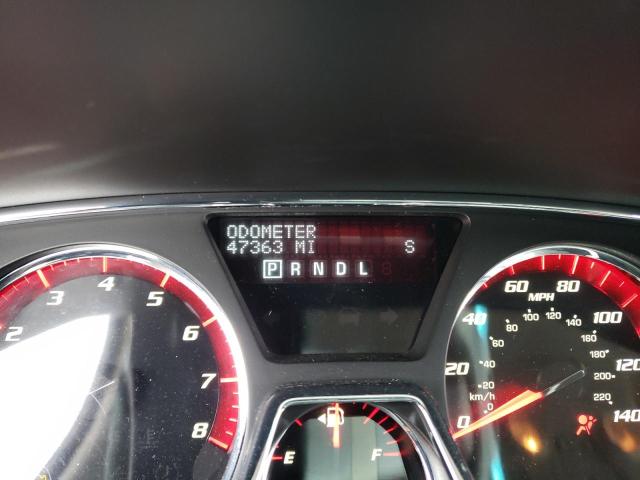 ODOMETER
47363 MI S
P R N D L
2 3 4 5 6 7 8
0 20 40 60 80 100 120 140
MPH
0 20 40 60 80 100 120 140 160 180 200 220
km/h
E F